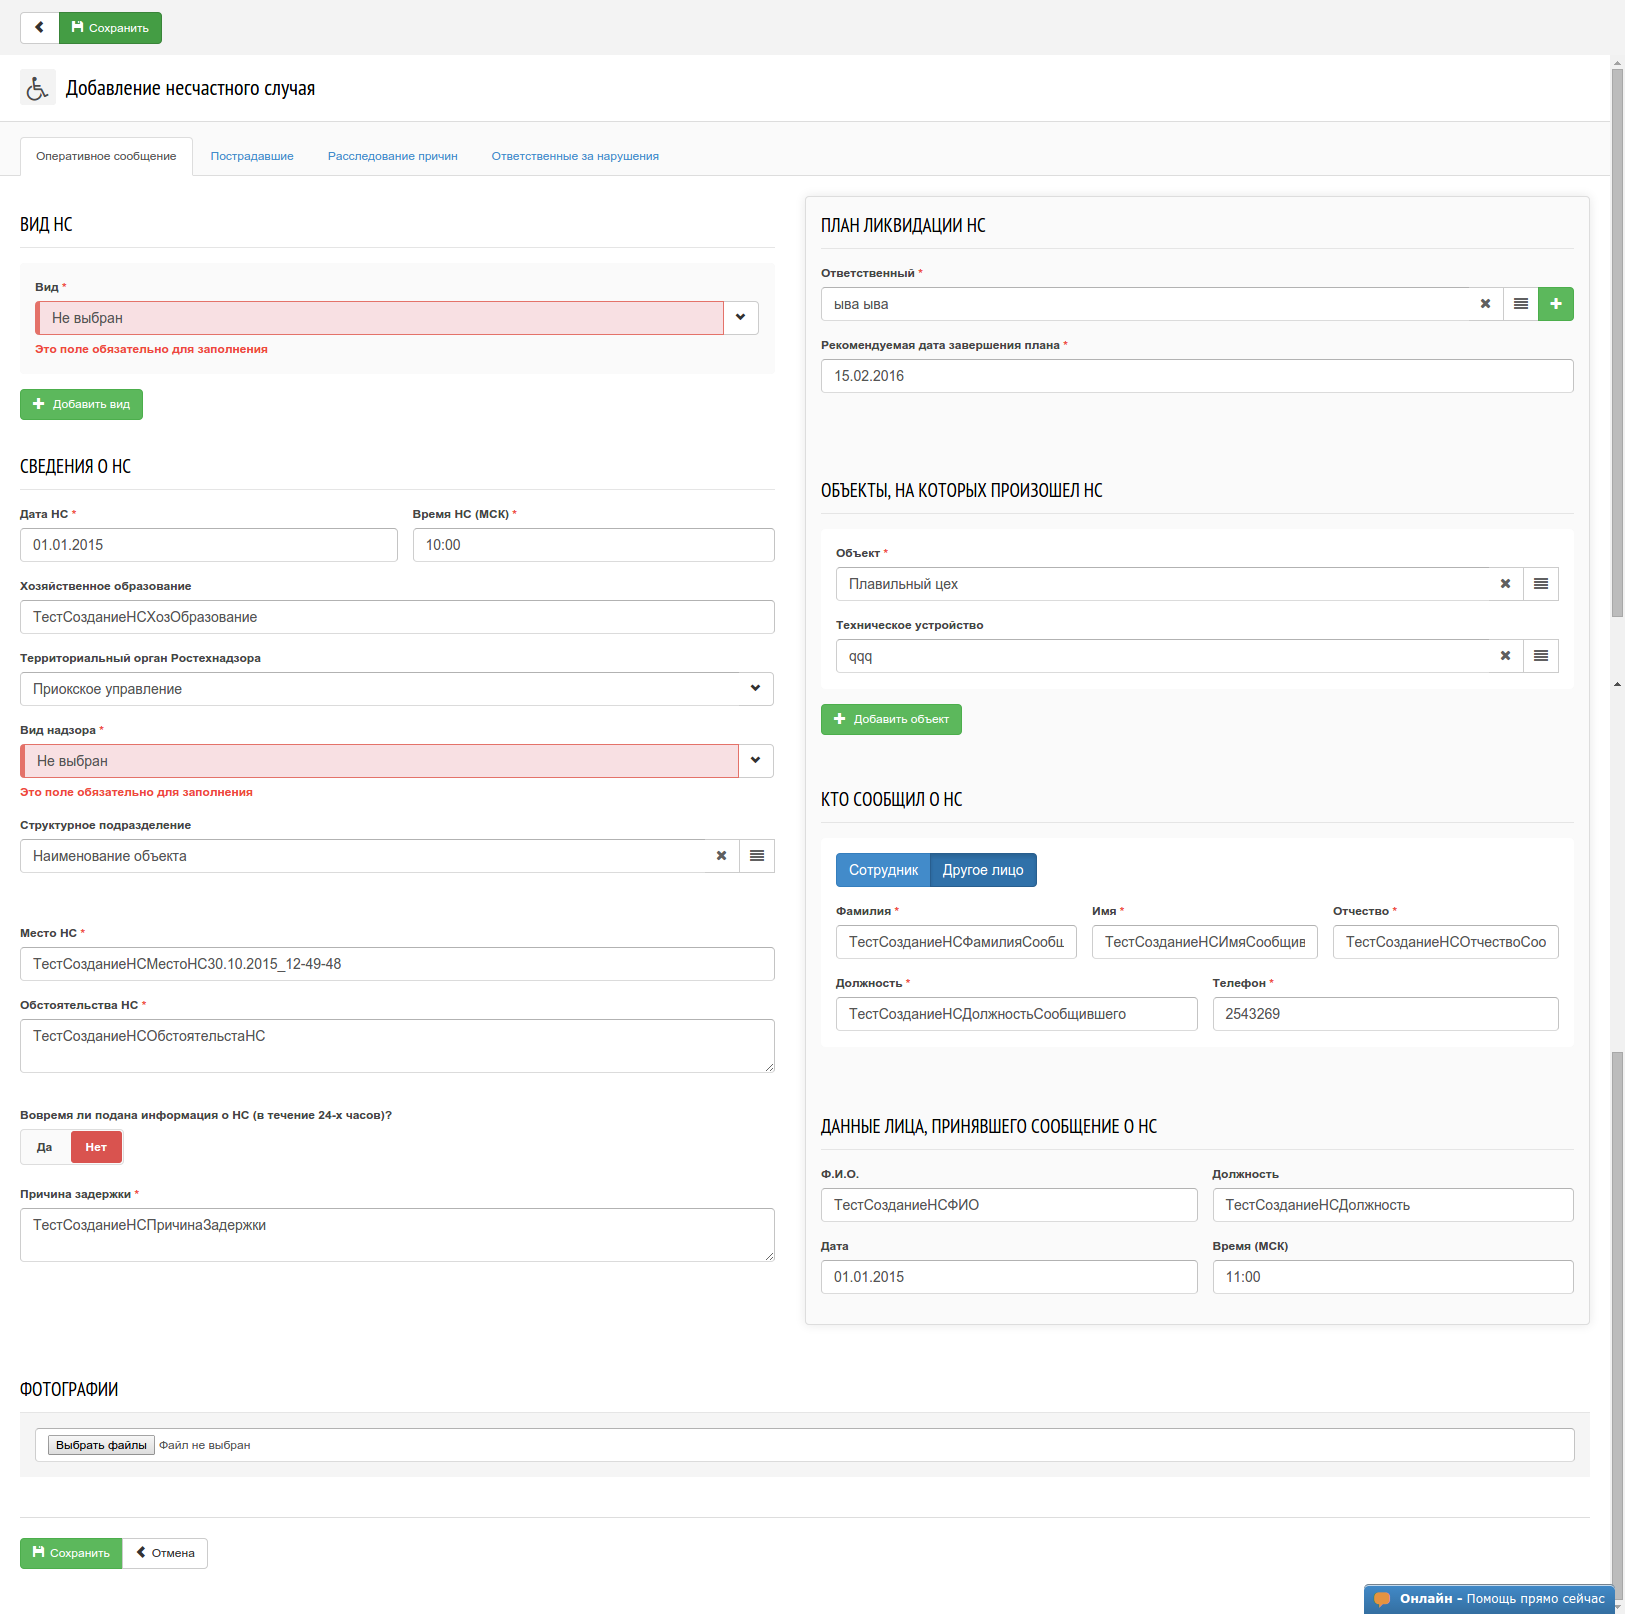 Сохранить
Добавление несчастного случая
Оперативное сообщение
Пострадавшие
Расследование причин
Ответственные за нарушения
ВИД НС
Вид *
Не выбран
Это поле обязательно для заполнения
Добавить вид
СВЕДЕНИЯ О НС
Дата НС * Время НС (МСК) *
01.01.2015 10:00
Хозяйственное образование
ТестСозданиеНСХозОбразование
Территориальный орган Ростехнадзора
Приокское управление
Вид надзора *
Не выбран
Это поле обязательно для заполнения
Структурное подразделение
Наименование объекта
Место НС *
ТестСозданиеНСМестоНС30.10.2015_12-49-48
Обстоятельства НС *
ТестСозданиеНСОбстоятельстаНС
Вовремя ли подана информация о НС (в течение 24-х часов)?
Да Нет
Причина задержки *
ТестСозданиеНСПричинаЗадержки
ПЛАН ЛИКВИДАЦИИ НС
Ответственный *
ыва ыва
Рекомендуемая дата завершения плана *
15.02.2016
ОБЪЕКТЫ, НА КОТОРЫХ ПРОИЗОШЕЛ НС
Объект *
Плавильный цех
Техническое устройство
qqq
Добавить объект
КТО СООБЩИЛ О НС
Сотрудник Другое лицо
Фамилия * Имя * Отчество *
ТестСозданиеНСФамилияСообщ ТестСозданиеНСИмяСообщив ТестСозданиеНСОтчествоСоо
Должность * Телефон *
ТестСозданиеНСДолжностьСообщившего 2543269
ДАННЫЕ ЛИЦА, ПРИНЯВШЕГО СООБЩЕНИЕ О НС
Ф.И.О. Должность
ТестСозданиеНСФИО ТестСозданиеНСДолжность
Дата Время (МСК)
01.01.2015 11:00
ФОТОГРАФИИ
Выбрать файлы Файл не выбран
Сохранить Отмена
Онлайн - Помощь прямо сейчас